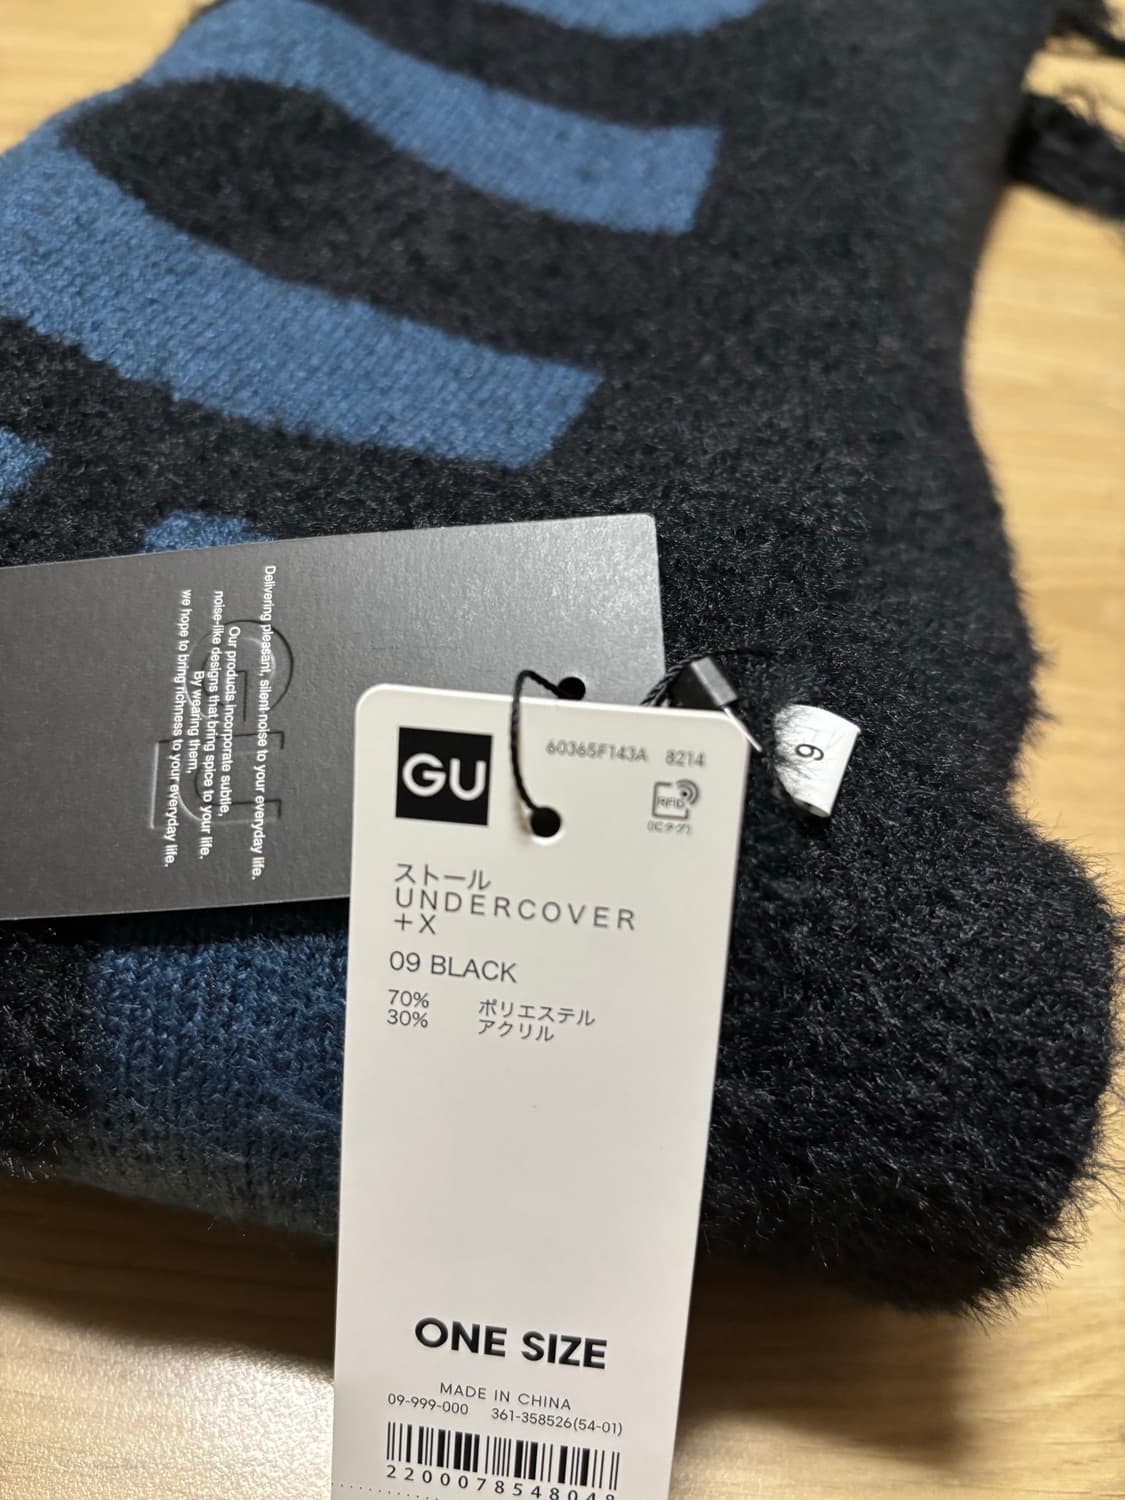 Delivering pleasant, silent noise to your everyday life.
Our products incorporate subtle,
noise-like designs that bring spice to your life.
By wearing them,
we hope to bring richness to your everyday life.
GU
60365F143A 8214
RFID
(ICタグ)
ストール
UNDERCOVER
+X
09 BLACK
70% ポリエステル
30% アクリル
ONE SIZE
MADE IN CHINA
09-999-000 361-358526(54-01)